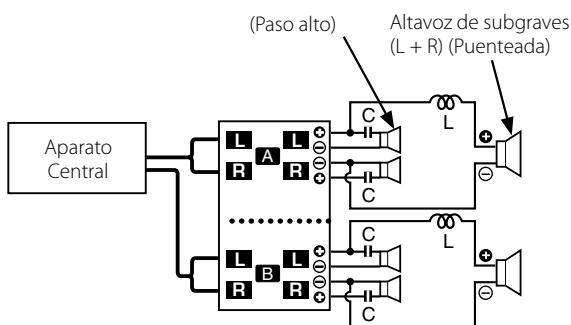 (Paso alto)
Altavoz de subgraves
(L + R) (Puenteada)
Aparato
Central
L A L ⊕ C L ⊕
⊖
R R ⊖ ⊖
⊕ C
L B L ⊕ C L ⊕
⊖
R R ⊖ ⊖
⊕ C